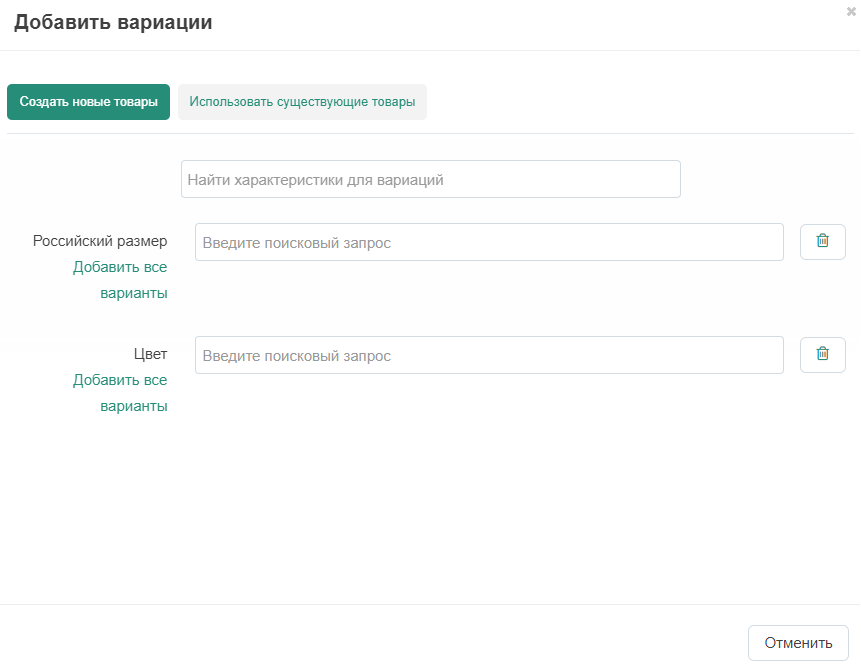 Добавить вариации
Создать новые товары
Использовать существующие товары
Найти характеристики для вариаций
Российский размер
Введите поисковый запрос
Добавить все
варианты
Цвет
Введите поисковый запрос
Добавить все
варианты
Отменить